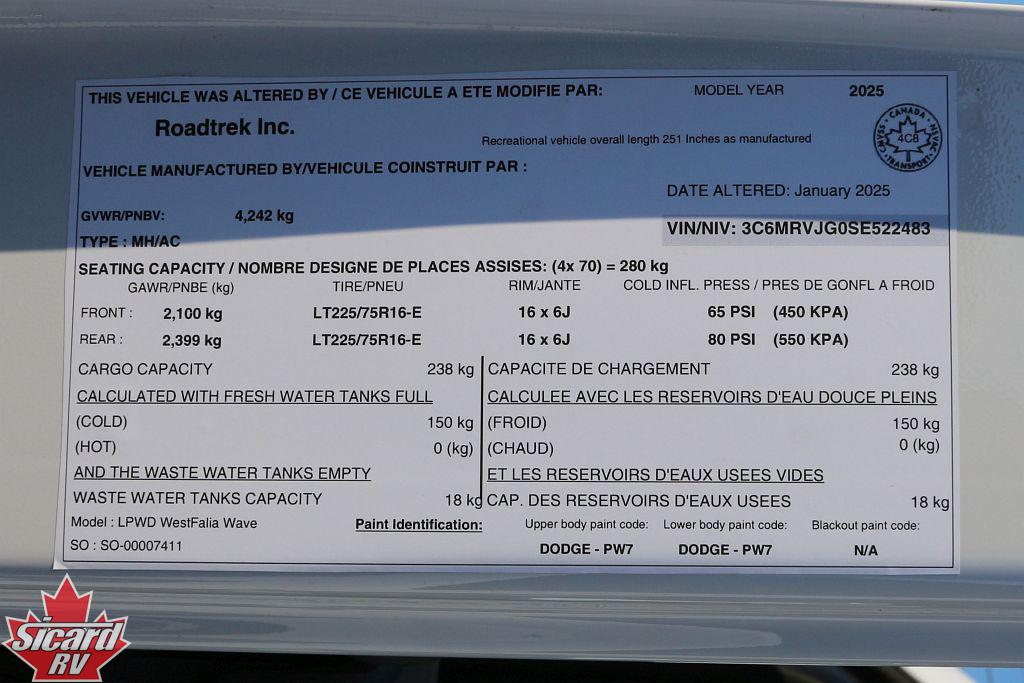 THIS VEHICLE WAS ALTERED BY / CE VEHICULE A ETE MODIFIE PAR: MODEL YEAR 2025
Roadtrek Inc.
Recreational vehicle overall length 251 Inches as manufactured
CANADA
CMVSS 4C8 NSVAC
TRANSPORT
VEHICLE MANUFACTURED BY/VEHICULE COINSTRUIT PAR :
DATE ALTERED: January 2025
GVWR/PNBV: 4,242 kg
VIN/NIV: 3C6MRVJG0SE522483
TYPE : MH/AC
SEATING CAPACITY / NOMBRE DESIGNE DE PLACES ASSISES: (4x 70) = 280 kg
GAWR/PNBE (kg) TIRE/PNEU RIM/JANTE COLD INFL. PRESS / PRES DE GONFL A FROID
FRONT : 2,100 kg LT225/75R16-E 16 x 6J 65 PSI (450 KPA)
REAR : 2,399 kg LT225/75R16-E 16 x 6J 80 PSI (550 KPA)
CARGO CAPACITY 238 kg CAPACITE DE CHARGEMENT 238 kg
CALCULATED WITH FRESH WATER TANKS FULL CALCULEE AVEC LES RESERVOIRS D'EAU DOUCE PLEINS
(COLD) 150 kg (FROID) 150 kg
(HOT) 0 (kg) (CHAUD) 0 (kg)
AND THE WASTE WATER TANKS EMPTY ET LES RESERVOIRS D'EAUX USEES VIDES
WASTE WATER TANKS CAPACITY 18 kg CAP. DES RESERVOIRS D'EAUX USEES 18 kg
Model : LPWD WestFalia Wave Paint Identification: Upper body paint code: Lower body paint code: Blackout paint code:
SO : SO-00007411 DODGE - PW7 DODGE - PW7 N/A
Sicard
RV